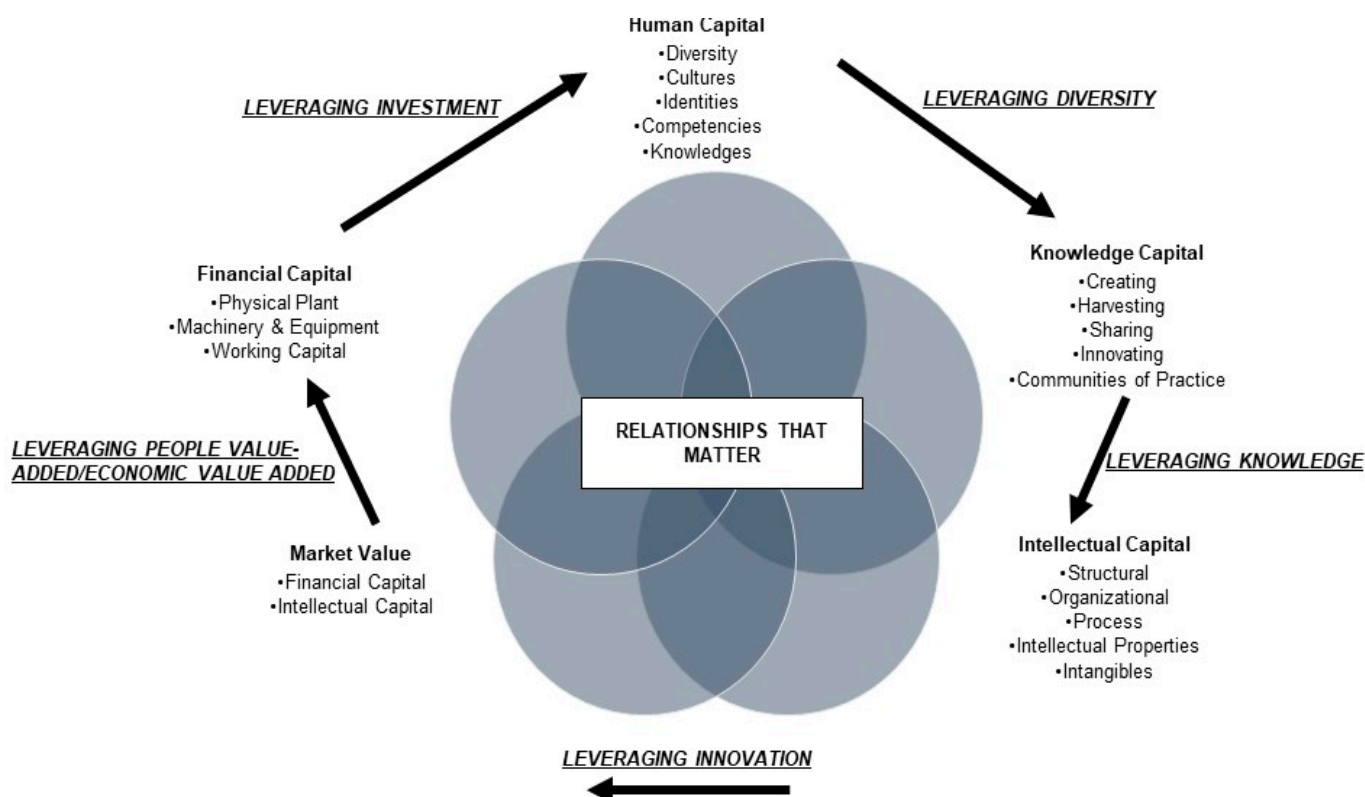 Human Capital
•Diversity
•Cultures
•Identities
•Competencies
•Knowledges
LEVERAGING INVESTMENT
LEVERAGING DIVERSITY
Financial Capital
•Physical Plant
•Machinery & Equipment
•Working Capital
Knowledge Capital
•Creating
•Harvesting
•Sharing
•Innovating
•Communities of Practice
RELATIONSHIPS THAT
MATTER
LEVERAGING PEOPLE VALUE-
ADDED/ECONOMIC VALUE ADDED
LEVERAGING KNOWLEDGE
Market Value
•Financial Capital
•Intellectual Capital
Intellectual Capital
•Structural
•Organizational
•Process
•Intellectual Properties
•Intangibles
LEVERAGING INNOVATION